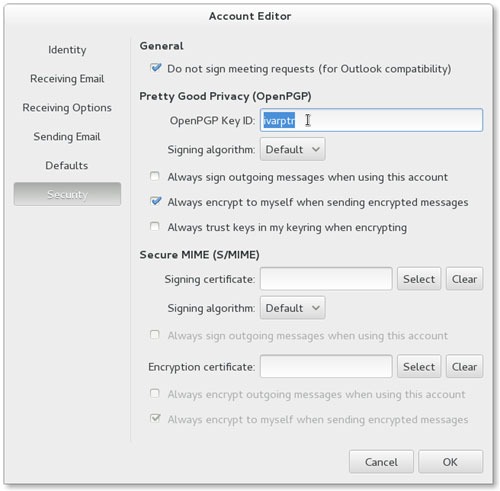 Account Editor
Identity
Receiving Email
Receiving Options
Sending Email
Defaults
Security
General
Do not sign meeting requests (for Outlook compatibility)
Pretty Good Privacy (OpenPGP)
OpenPGP Key ID: ivarptr
Signing algorithm: Default
Always sign outgoing messages when using this account
Always encrypt to myself when sending encrypted messages
Always trust keys in my keyring when encrypting
Secure MIME (S/MIME)
Signing certificate: Select Clear
Signing algorithm: Default
Always sign outgoing messages when using this account
Encryption certificate: Select Clear
Always encrypt outgoing messages when using this account
Always encrypt to myself when sending encrypted messages
Cancel OK